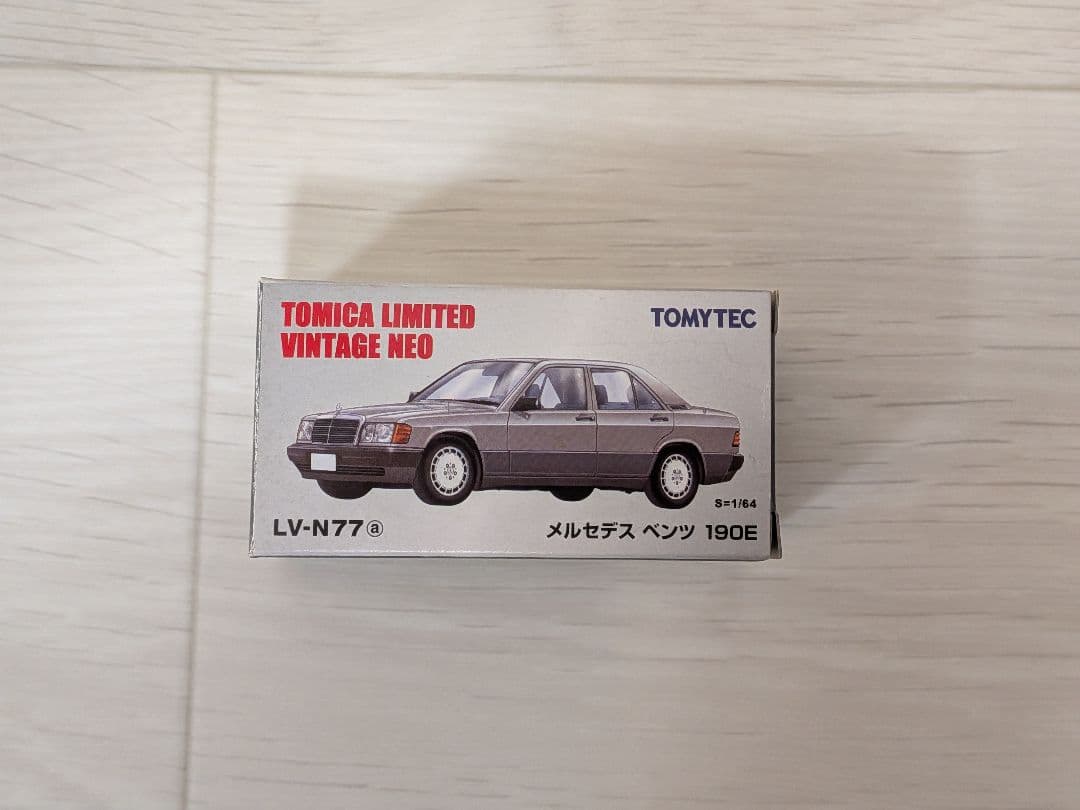 TOMICA LIMITED
VINTAGE NEO
TOMYTEC
S=1/64
LV-N77ⓐ
メルセデス ベンツ 190E